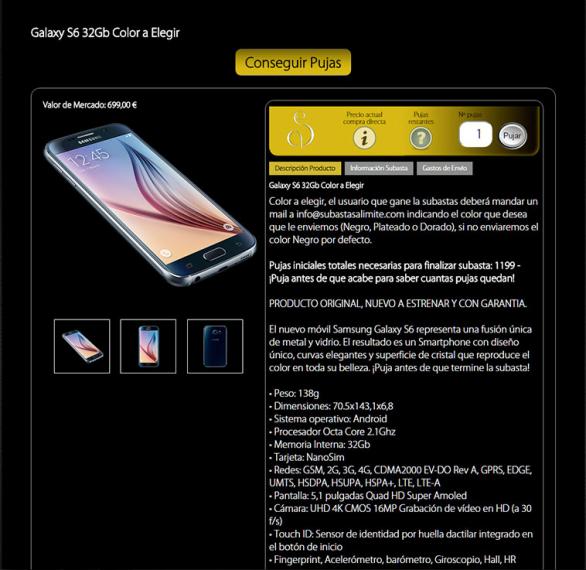 Galaxy S6 32Gb Color a Elegir
Conseguir Pujas
Valor de Mercado: 699,00 €
12:45
Precio actual
compra directa
Pujas
restantes
Nº pujas
1
Pujar
Descripción Producto
Información Subasta
Gastos de Envío
Galaxy S6 32Gb Color a Elegir
Color a elegir, el usuario que gane la subastas deberá mandar un
mail a info@subastasalimite.com indicando el color que desea
que le enviemos (Negro, Plateado o Dorado), si no enviaremos el
color Negro por defecto.
Pujas iniciales totales necesarias para finalizar subasta: 1199 -
¡Puja antes de que acabe para saber cuantas pujas quedan!
PRODUCTO ORIGINAL, NUEVO A ESTRENAR Y CON GARANTIA.
El nuevo móvil Samsung Galaxy S6 representa una fusión única
de metal y vidrio. El resultado es un Smartphone con diseño
único, curvas elegantes y superficie de cristal que reproduce el
color en toda su belleza. ¡Puja antes de que termine la subasta!
• Peso: 138g
• Dimensiones: 70.5x143,1x6,8
• Sistema operativo: Android
• Procesador Octa Core 2.1Ghz
• Memoria Interna: 32Gb
• Tarjeta: NanoSim
• Redes: GSM, 2G, 3G, 4G, CDMA2000 EV-DO Rev A, GPRS, EDGE,
UMTS, HSDPA, HSUPA, HSPA+, LTE, LTE-A
• Pantalla: 5,1 pulgadas Quad HD Super Amoled
• Cámara: UHD 4K CMOS 16MP Grabación de vídeo en HD (a 30
f/s)
• Touch ID: Sensor de identidad por huella dactilar integrado en
el botón de inicio
• Fingerprint, Acelerómetro, barómetro, Giroscopio, Hall, HR